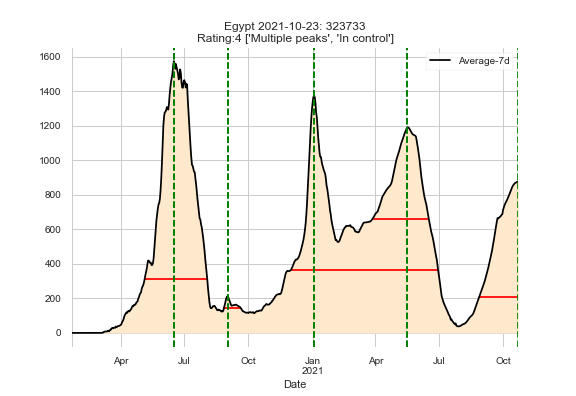 Egypt 2021-10-23: 323733
Rating:4 ['Multiple peaks', 'In control']
Average-7d
1600
1400
1200
1000
800
600
400
200
0
Apr Jul Oct Jan Apr Jul Oct
2021
Date